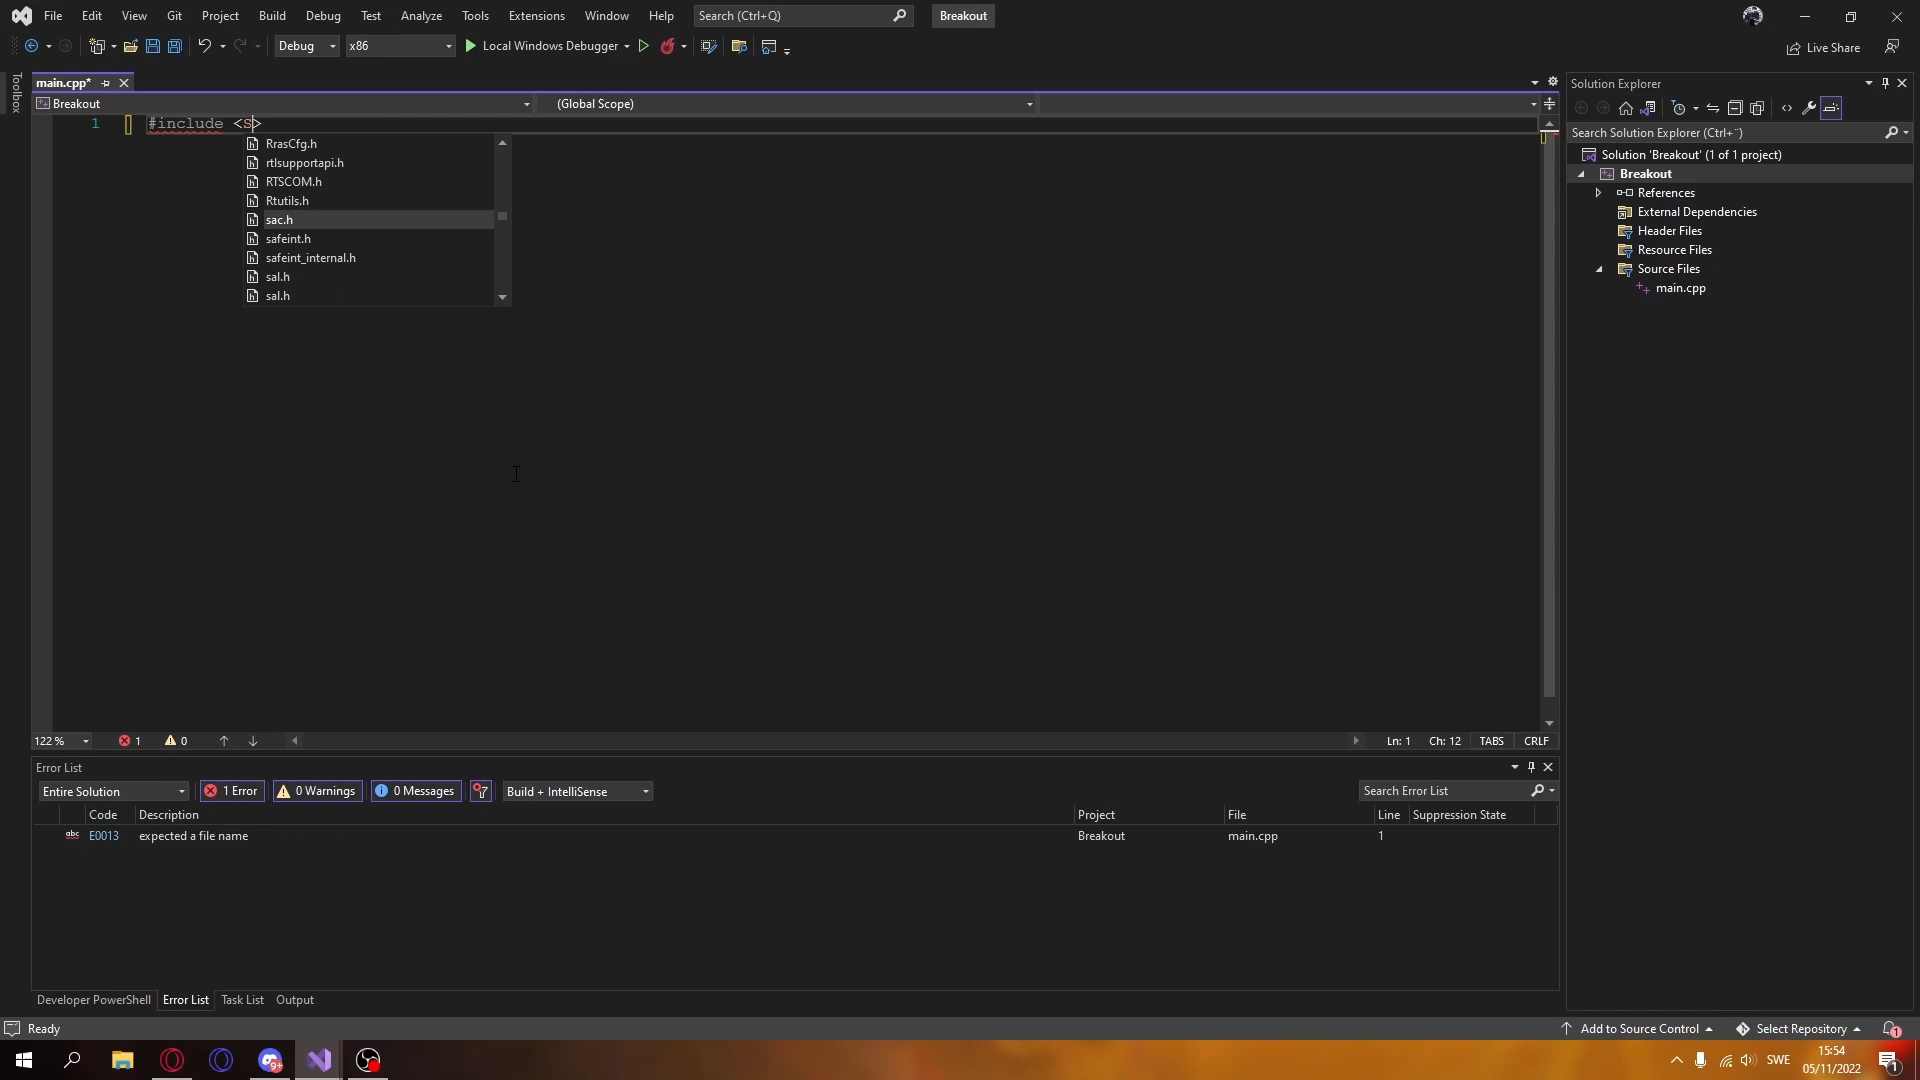 File Edit View Git Project Build Debug Test Analyze Tools Extensions Window Help Search (Ctrl+Q) Breakout
Debug x86 Local Windows Debugger Live Share
Toolbox
main.cpp*
Breakout (Global Scope)
1 #include <S>
RrasCfg.h
rtlsupportapi.h
RTSCOM.h
Rtutils.h
sac.h
safeint.h
safeint_internal.h
sal.h
sal.h
122 % 1 0 Ln: 1 Ch: 12 TABS CRLF
Solution Explorer
Search Solution Explorer (Ctrl+¨)
Solution 'Breakout' (1 of 1 project)
Breakout
References
External Dependencies
Header Files
Resource Files
Source Files
main.cpp
Error List
Entire Solution 1 Error 0 Warnings 0 Messages Build + IntelliSense Search Error List
Code Description Project File Line Suppression State
abc E0013 expected a file name Breakout main.cpp 1
Developer PowerShell Error List Task List Output
Ready Add to Source Control Select Repository 1
9+ SWE 15:54
05/11/2022 1